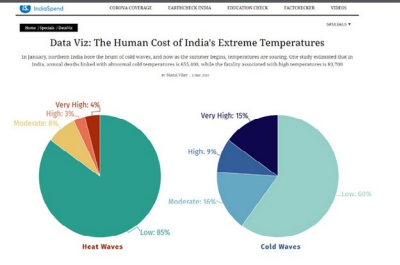 IndiaSpend
CORONA COVERAGE EARTHCHECK INDIA EDUCATION CHECK FACTCHECKER VIDEOS
SPECIALS
Home / Specials / DataViz
Data Viz: The Human Cost of India's Extreme Temperatures
In January, northern India bore the brunt of cold waves, and now as the summer begins, temperatures are soaring. One study estimated that in
India, annual deaths linked with abnormal cold temperatures is 655,400, while the fatality associated with high temperatures is 83,700
Very High: 4%
High: 3%
Moderate: 8%
Low: 85%
Heat Waves
Very High: 15%
High: 9%
Moderate: 16%
Low: 60%
Cold Waves